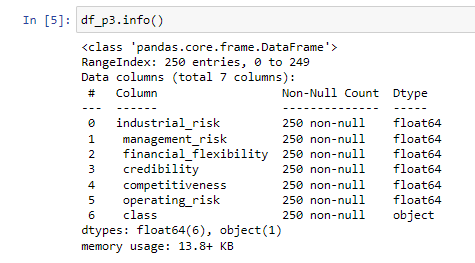 In [5]: df_p3.info()
<class 'pandas.core.frame.DataFrame'>
RangeIndex: 250 entries, 0 to 249
Data columns (total 7 columns):
 #   Column                 Non-Null Count  Dtype
---  ------                 --------------  -----
 0   industrial_risk        250 non-null    float64
 1    management_risk       250 non-null    float64
 2    financial_flexibility 250 non-null    float64
 3    credibility           250 non-null    float64
 4    competitiveness       250 non-null    float64
 5    operating_risk        250 non-null    float64
 6    class                 250 non-null    object
dtypes: float64(6), object(1)
memory usage: 13.8+ KB